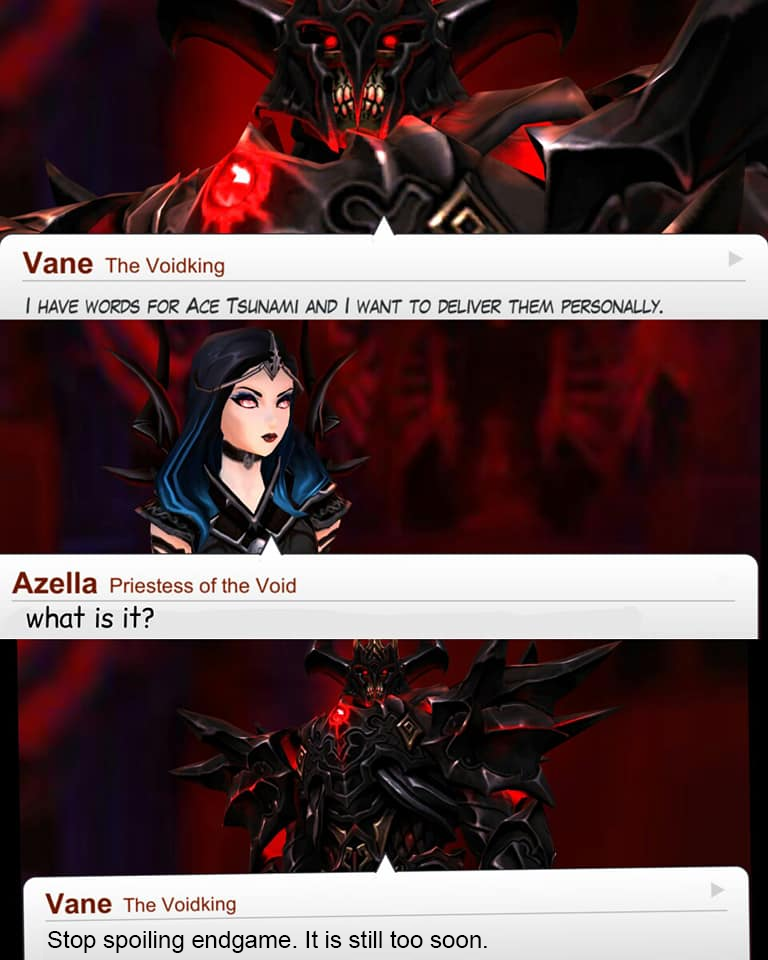 Vane The Voidking
I have words for Ace Tsunami and I want to deliver them personally.
Azella Priestess of the Void
what is it?
Vane The Voidking
Stop spoiling endgame. It is still too soon.